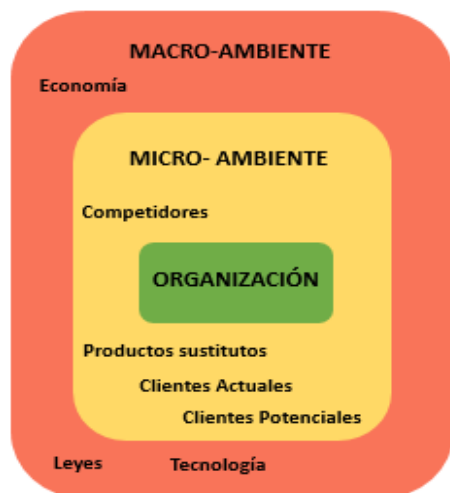 MACRO-AMBIENTE
Economía
MICRO- AMBIENTE
Competidores
ORGANIZACIÓN
Productos sustitutos
Clientes Actuales
Clientes Potenciales
Leyes
Tecnología